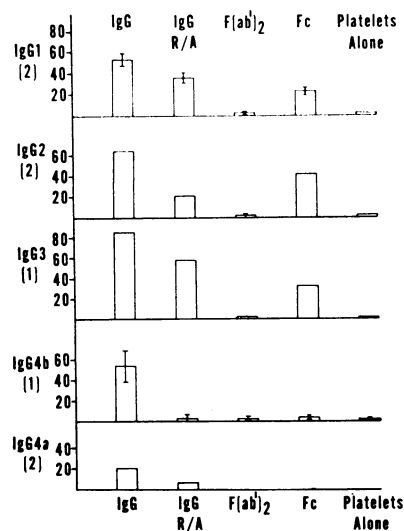 IgG IgG F(ab')2 Fc Platelets
R/A Alone
IgG1
(2)
80
60
40
20
IgG2
(2)
60
40
20
IgG3
(1)
80
60
40
20
IgG4b
(1)
60
40
20
IgG4a
(2)
40
20
IgG IgG F(ab')2 Fc Platelets
R/A Alone